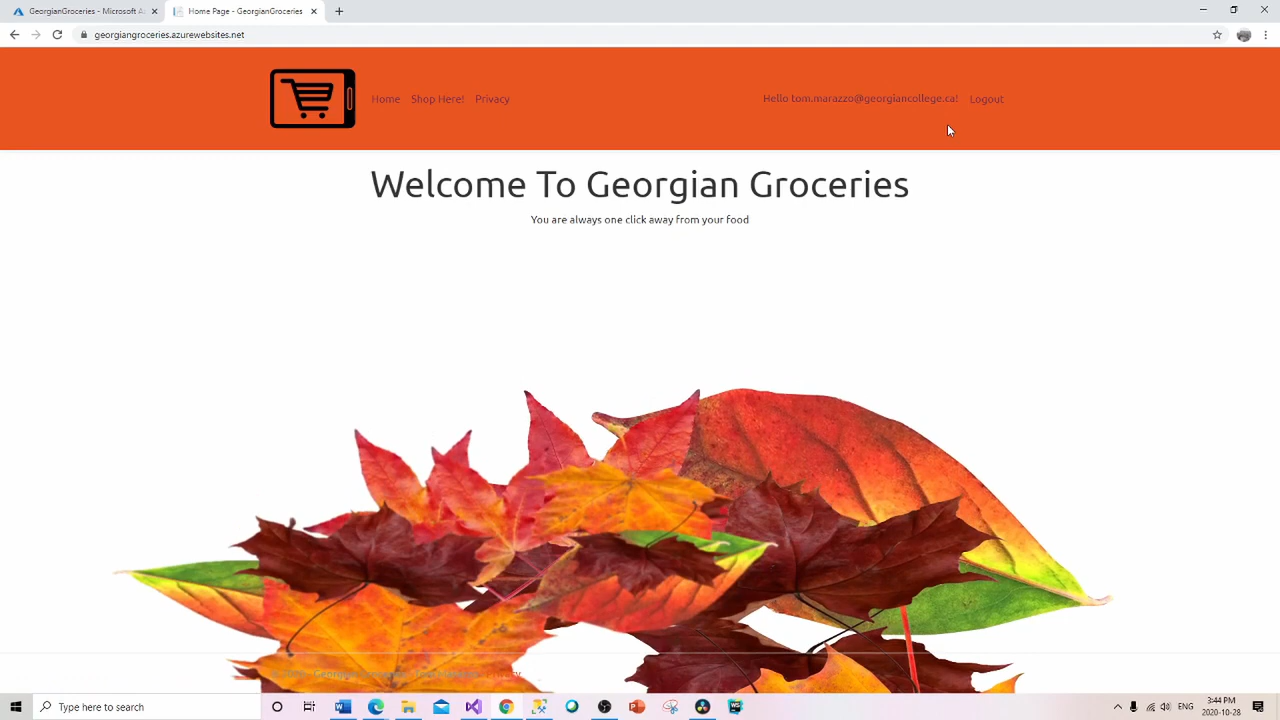 GeorgianGroceries - Microsoft A
Home Page - GeorgianGroceries
georgiangroceries.azurewebsites.net
Home Shop Here! Privacy
Hello tom.marazzo@georgiancollege.ca! Logout
Welcome To Georgian Groceries
You are always one click away from your food
Type here to search
ENG
3:44 PM
2020-10-28